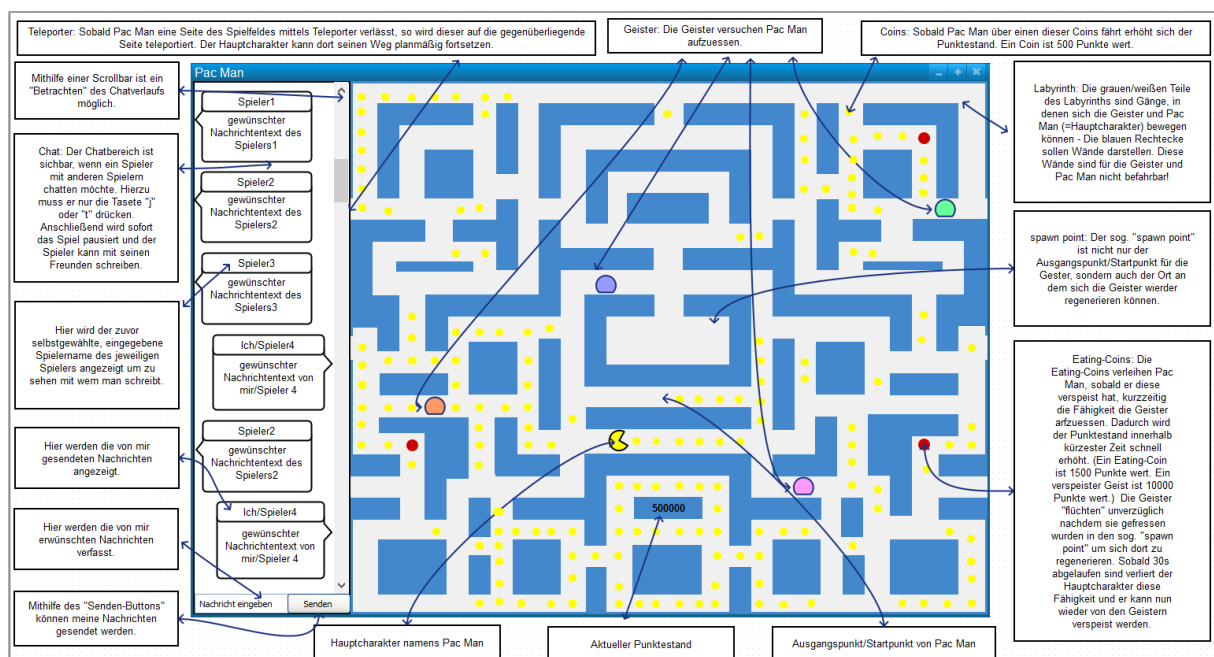 Teleporter: Sobald Pac Man eine Seite des Spielfeldes mittels Teleporter verlässt, so wird dieser auf die gegenüberliegende
Seite teleportiert. Der Hauptcharakter kann dort seinen Weg planmäßig fortsetzen.
Geister: Die Geister versuchen Pac Man
aufzuessen.
Coins: Sobald Pac Man über einen dieser Coins fährt erhöht sich der
Punktestand. Ein Coin ist 500 Punkte wert.
Mithilfe einer Scrollbar ist ein
"Betrachten" des Chatverlaufs
möglich.
Chat: Der Chatbereich ist
sichbar, wenn ein Spieler
mit anderen Spielern
chatten möchte. Hierzu
muss er nur die Tasete "j"
oder "t" drücken.
Anschließend wird sofort
das Spiel pausiert und der
Spieler kann mit seinen
Freunden schreiben.
Hier wird der zuvor
selbstgewählte, eingegebene
Spielername des jeweiligen
Spielers angezeigt um zu
sehen mit wem man schreibt.
Hier werden die von mir
gesendeten Nachrichten
angezeigt.
Hier werden die von mir
erwünschten Nachrichten
verfasst.
Mithilfe des "Senden-Buttons"
können meine Nachrichten
gesendet werden.
Pac Man
Spieler1
gewünschter
Nachrichtentext des
Spielers1
Spieler2
gewünschter
Nachrichtentext des
Spielers2
Spieler3
gewünschter
Nachrichtentext des
Spielers3
Ich/Spieler4
gewünschter
Nachrichtentext von
mir/Spieler 4
Spieler2
gewünschter
Nachrichtentext des
Spielers2
Ich/Spieler4
gewünschter
Nachrichtentext von
mir/Spieler 4
Nachricht eingeben
Senden
500000
Labyrinth: Die grauen/weißen Teile
des Labyrinths sind Gänge, in
denen sich die Geister und Pac
Man (=Hauptcharakter) bewegen
können - Die blauen Rechtecke
sollen Wände darstellen. Diese
Wände sind für die Geister und
Pac Man nicht befahrbar!
spawn point: Der sog. "spawn point"
ist nicht nur der
Ausgangspunkt/Startpunkt für die
Gester, sondern auch der Ort an
dem sich die Geister wierder
regenerieren können.
Eating-Coins: Die
Eating-Coins verleihen Pac
Man, sobald er diese
verspeist hat, kurzzeitig
die Fähigkeit die Geister
arfzuessen. Dadurch wird
der Punktestand innerhalb
kürzester Zeit schnell
erhöht. (Ein Eating-Coin
ist 1500 Punkte wert. Ein
verspeister Geist ist 10000
Punkte wert.) Die Geister
"flüchten" unverzüglich
nachdem sie gefressen
wurden in den sog. "spawn
point" um sich dort zu
regenerieren. Sobald 30s
abgelaufen sind verliert der
Hauptcharakter diese
Fähigkeit und er kann nun
wieder von den Geistern
verspeist werden.
Hauptcharakter namens Pac Man
Aktueller Punktestand
Ausgangspunkt/Startpunkt von Pac Man